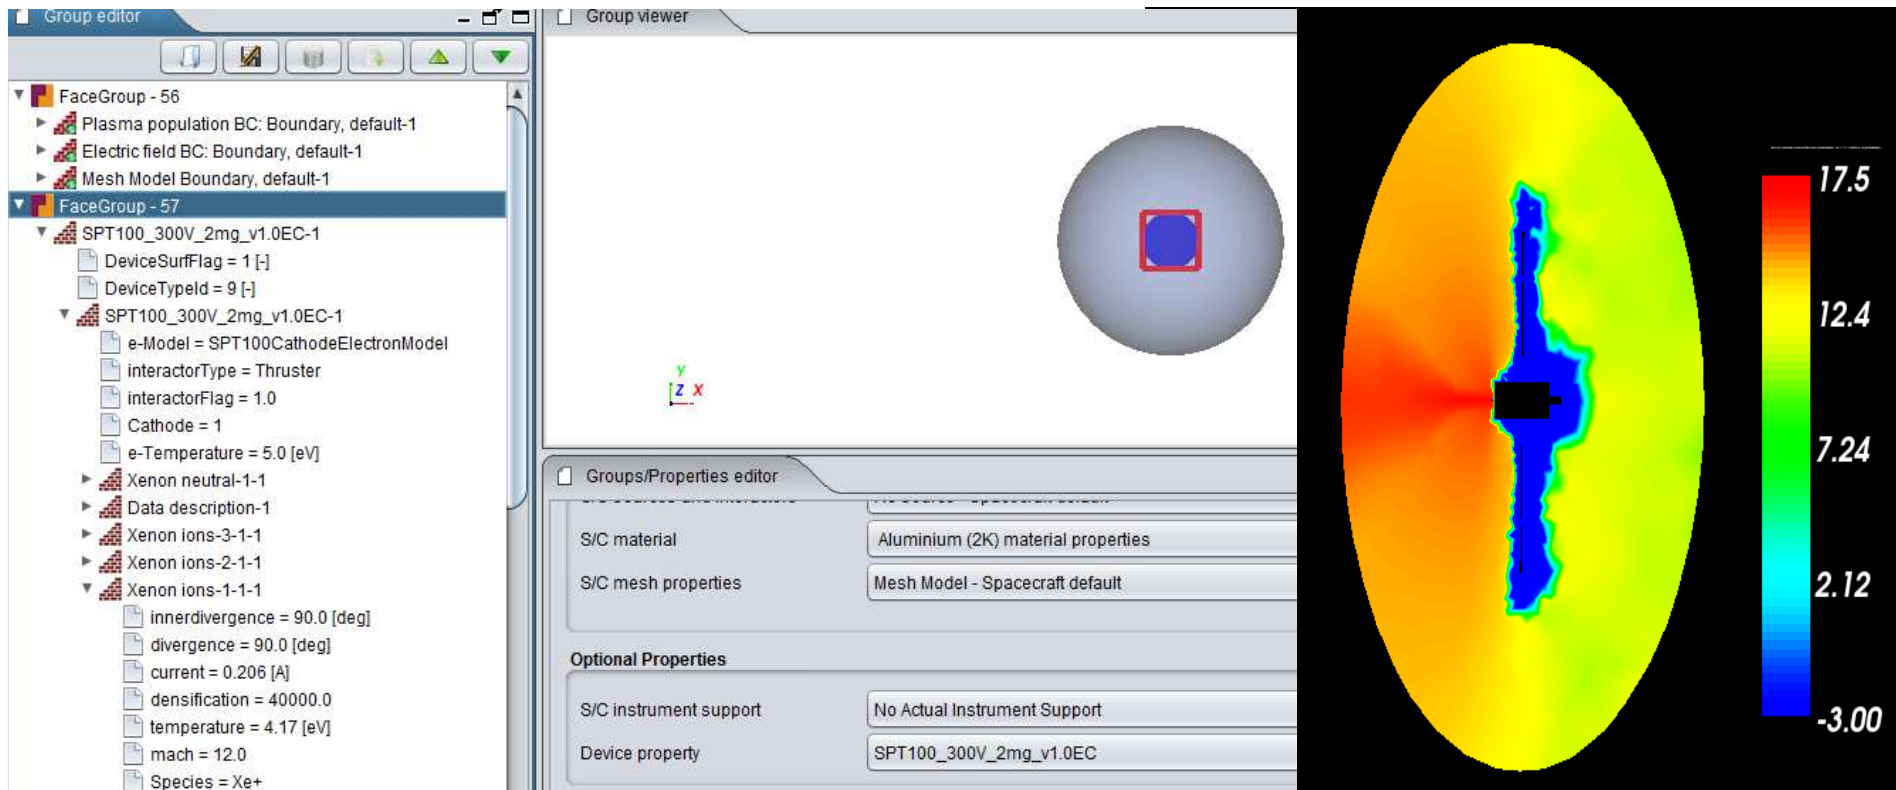 Group editor
FaceGroup - 56
Plasma population BC: Boundary, default-1
Electric field BC: Boundary, default-1
Mesh Model Boundary, default-1
FaceGroup - 57
SPT100_300V_2mg_v1.0EC-1
DeviceSurfFlag = 1 [-]
DeviceTypeId = 9 [-]
SPT100_300V_2mg_v1.0EC-1
e-Model = SPT100CathodeElectronModel
interactorType = Thruster
interactorFlag = 1.0
Cathode = 1
e-Temperature = 5.0 [eV]
Xenon neutral-1-1
Data description-1
Xenon ions-3-1-1
Xenon ions-2-1-1
Xenon ions-1-1-1
innerdivergence = 90.0 [deg]
divergence = 90.0 [deg]
current = 0.206 [A]
densification = 40000.0
temperature = 4.17 [eV]
mach = 12.0
Species = Xe+
Group viewer
Y
Z X
Groups/Properties editor
S/C material
Aluminium (2K) material properties
S/C mesh properties
Mesh Model - Spacecraft default
Optional Properties
S/C instrument support
No Actual Instrument Support
Device property
SPT100_300V_2mg_v1.0EC
17.5
12.4
7.24
2.12
-3.00